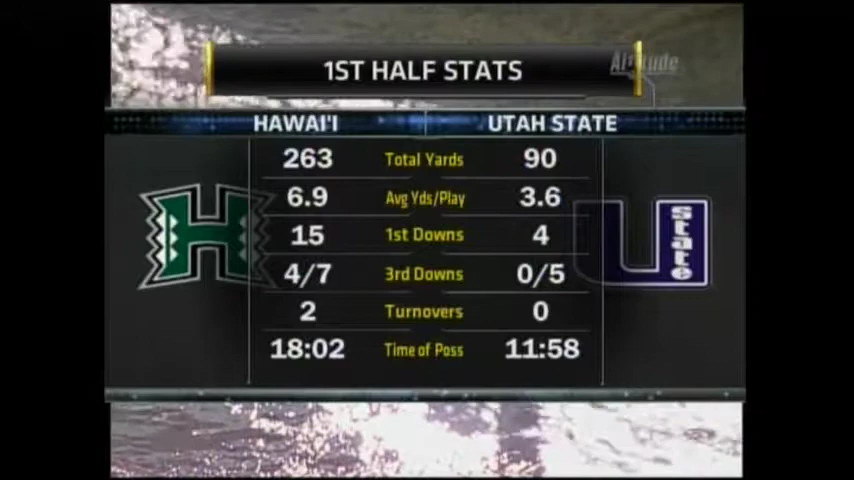 Altitude
1ST HALF STATS
HAWAI'I UTAH STATE
263 Total Yards 90
6.9 Avg Yds/Play 3.6
15 1st Downs 4
4/7 3rd Downs 0/5
2 Turnovers 0
18:02 Time of Poss 11:58
H
U
State